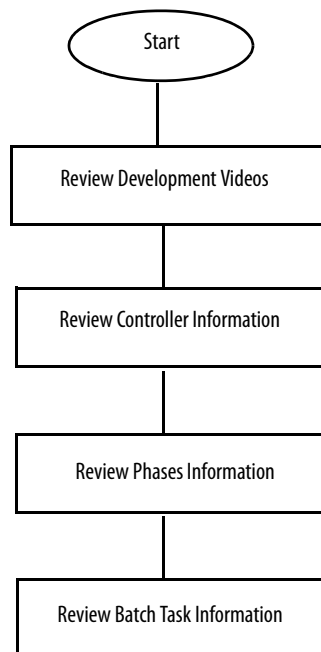 Start
Review Development Videos
Review Controller Information
Review Phases Information
Review Batch Task Information